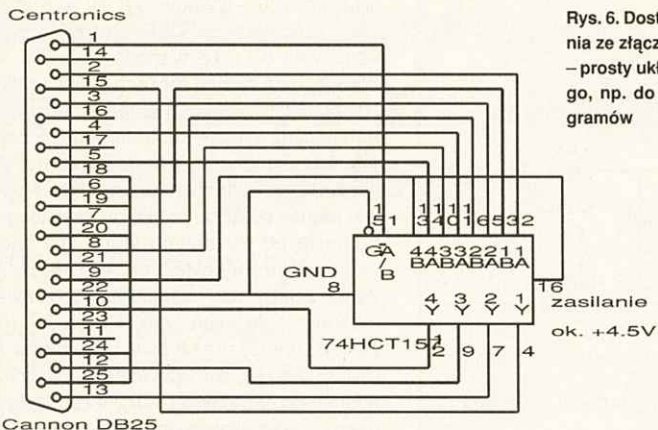 Centronics
1
14
2
15
3
16
4
17
5
18
6
19
7
20
8
21
9
22
10
23
11
24
12
25
13
Cannon DB25
GND
8
1 1 1 1 1 1
5 1 3 4 0 1 6 5 3 2
G A 4 4 3 3 2 2 1 1
/ B A B A B A B A
B
4 3 2 1
Y Y Y Y
16
74HCT157
1
2 9 7 4
zasilanie
ok. +4.5V
Rys. 6. Dost
nia ze złącz
– prosty ukł
go, np. do
gramów